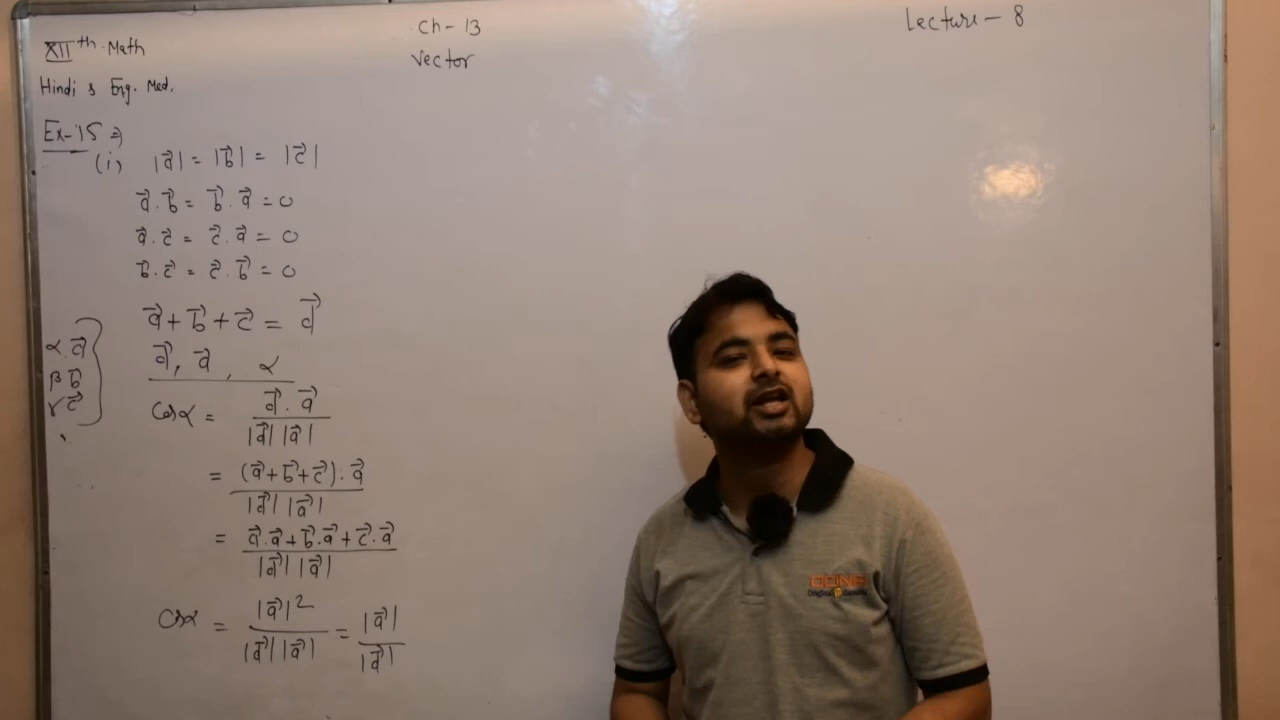 XIIth Math
Hindi & Eng. Med.
Ch-13
Vector
Lecture-8
Ex-15 ⇒
(i) |a⃗| = |b⃗| = |c⃗|
a⃗.b⃗ = b⃗.a⃗ = 0
a⃗.c⃗ = c⃗.a⃗ = 0
b⃗.c⃗ = c⃗.b⃗ = 0
a⃗+b⃗+c⃗ = d⃗
d⃗, a⃗, α
α a⃗
β b⃗
γ c⃗
cosα = d⃗.a⃗ / |d⃗||a⃗|
= (a⃗+b⃗+c⃗).a⃗ / |d⃗||a⃗|
= a⃗.a⃗+b⃗.a⃗+c⃗.a⃗ / |d⃗||a⃗|
cosα = |a⃗|² / |d⃗||a⃗| = |a⃗| / |d⃗|